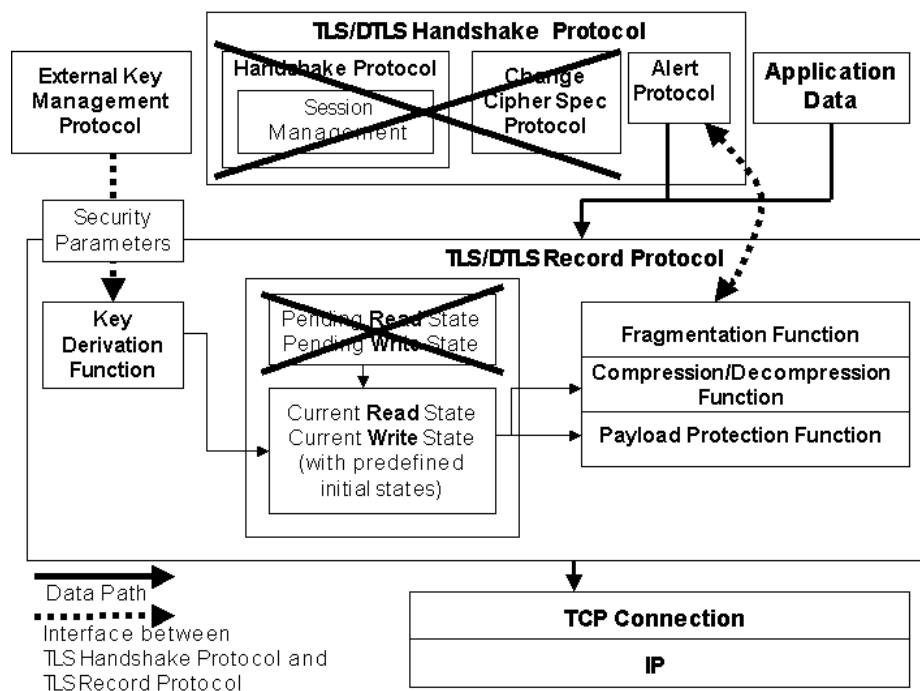 TLS/DTLS Handshake Protocol
External Key
Management
Protocol
Handshake Protocol
Session
Management
Change
Cipher Spec
Protocol
Alert
Protocol
Application
Data
Security
Parameters
TLS/DTLS Record Protocol
Key
Derivation
Function
Pending Read State
Pending Write State
Current Read State
Current Write State
(with predefined
initial states)
Fragmentation Function
Compression/Decompression
Function
Payload Protection Function
Data Path
Interface between
TLS Handshake Protocol and
TLS Record Protocol
TCP Connection
IP